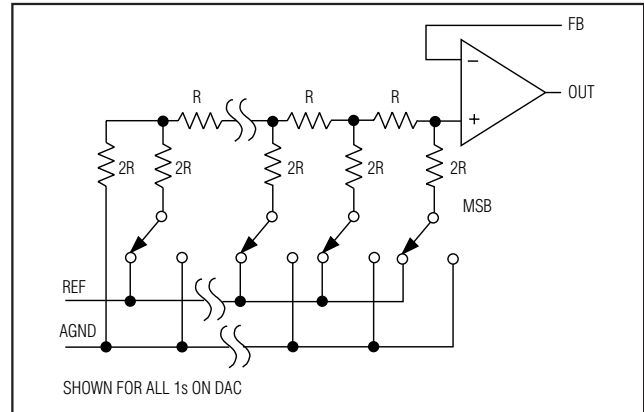 FB
−
OUT
+
R R R
2R 2R 2R 2R 2R
MSB
REF
AGND
SHOWN FOR ALL 1s ON DAC